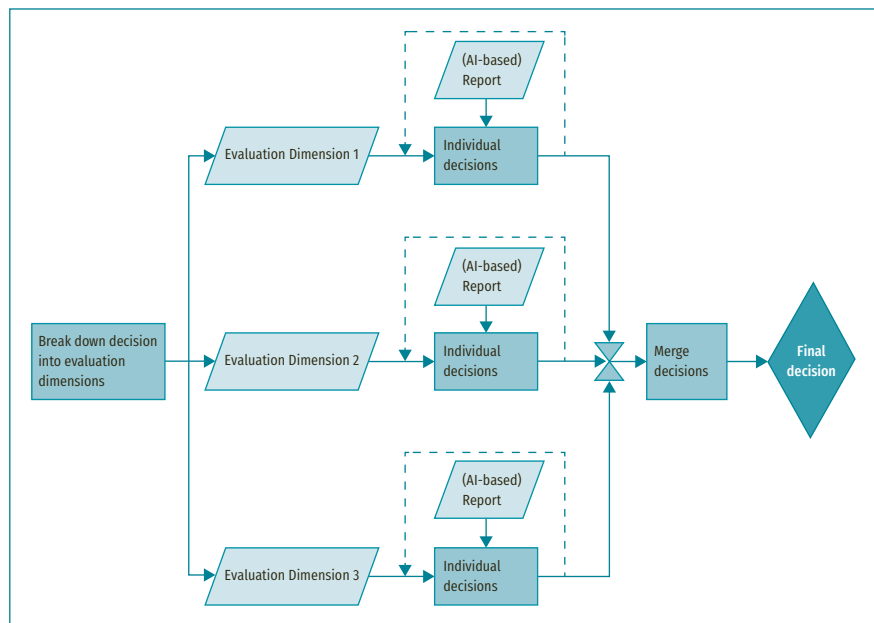 (AI-based)
Report
Evaluation Dimension 1
Individual
decisions
(AI-based)
Report
Break down decision
into evaluation
dimensions
Evaluation Dimension 2
Individual
decisions
Merge
decisions
Final
decision
(AI-based)
Report
Evaluation Dimension 3
Individual
decisions